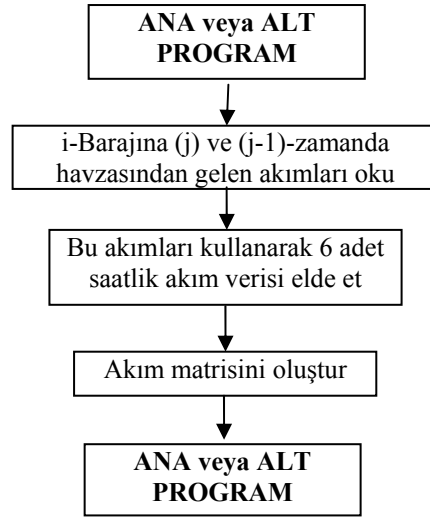 ANA veya ALT
PROGRAM
i-Barajına (j) ve (j-1)-zamanda
havzasından gelen akımları oku
Bu akımları kullanarak 6 adet
saatlik akım verisi elde et
Akım matrisini oluştur
ANA veya ALT
PROGRAM